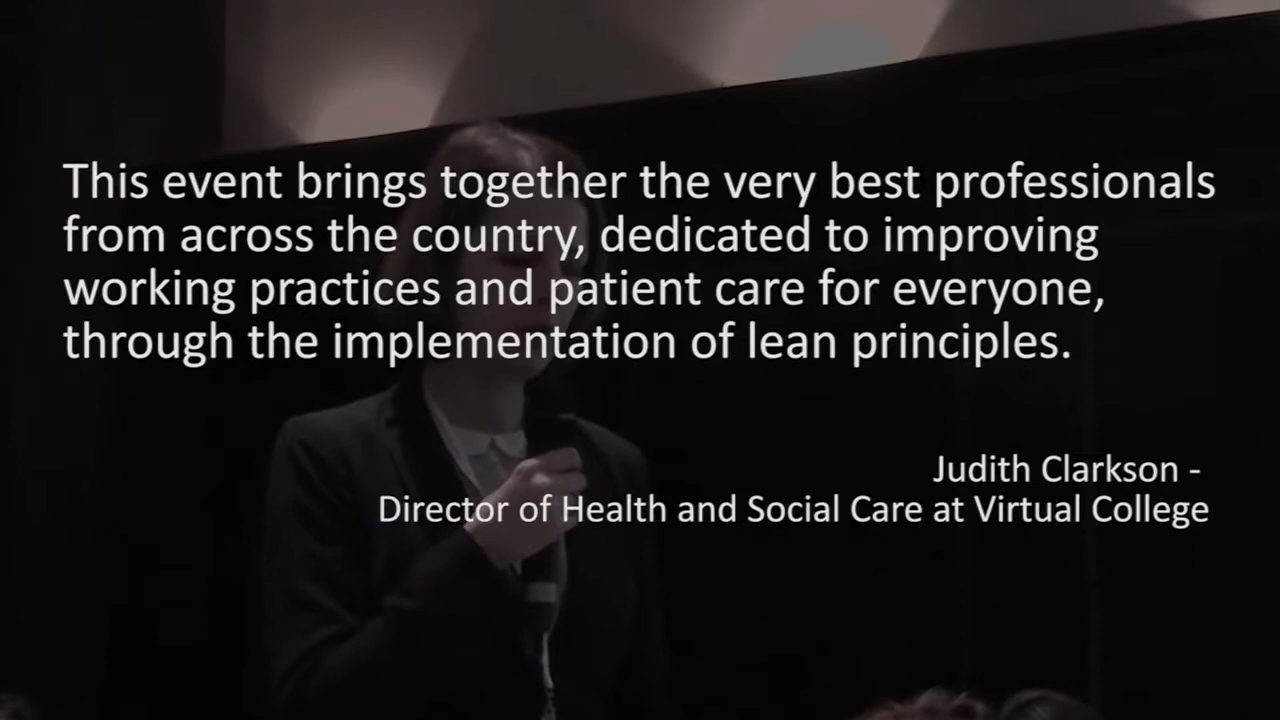 This event brings together the very best professionals
from across the country, dedicated to improving
working practices and patient care for everyone,
through the implementation of lean principles.
Judith Clarkson -
Director of Health and Social Care at Virtual College